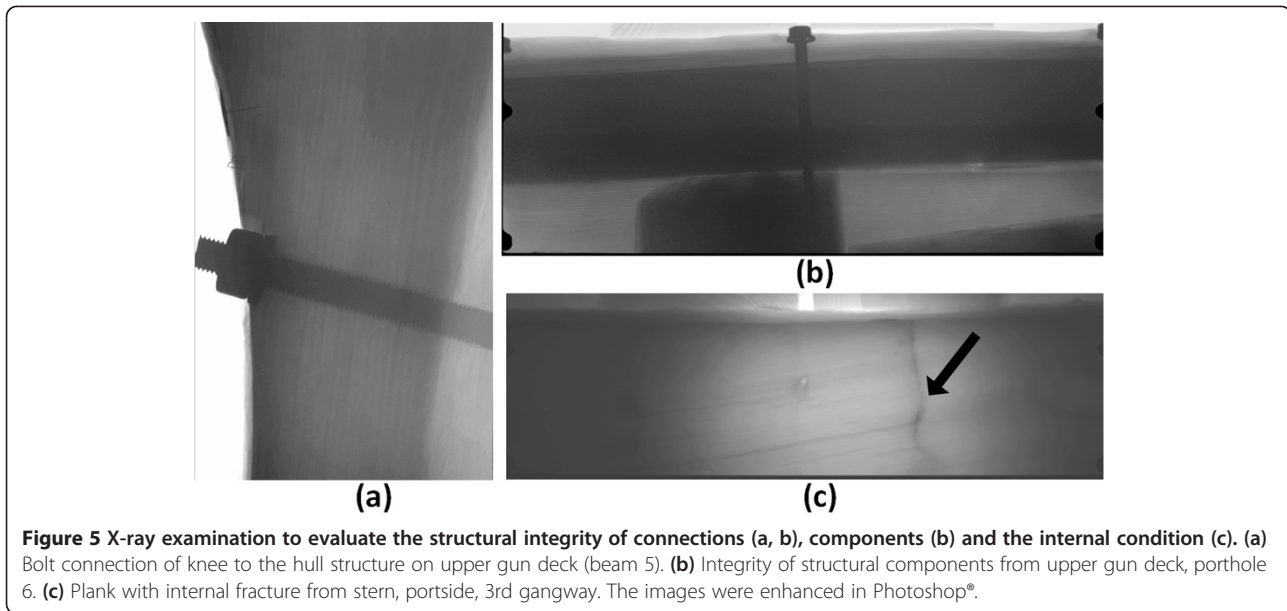 (a)
(b)
(c)
Figure 5 X-ray examination to evaluate the structural integrity of connections (a, b), components (b) and the internal condition (c). (a)
Bolt connection of knee to the hull structure on upper gun deck (beam 5). (b) Integrity of structural components from upper gun deck, porthole
6. (c) Plank with internal fracture from stern, portside, 3rd gangway. The images were enhanced in Photoshop®.